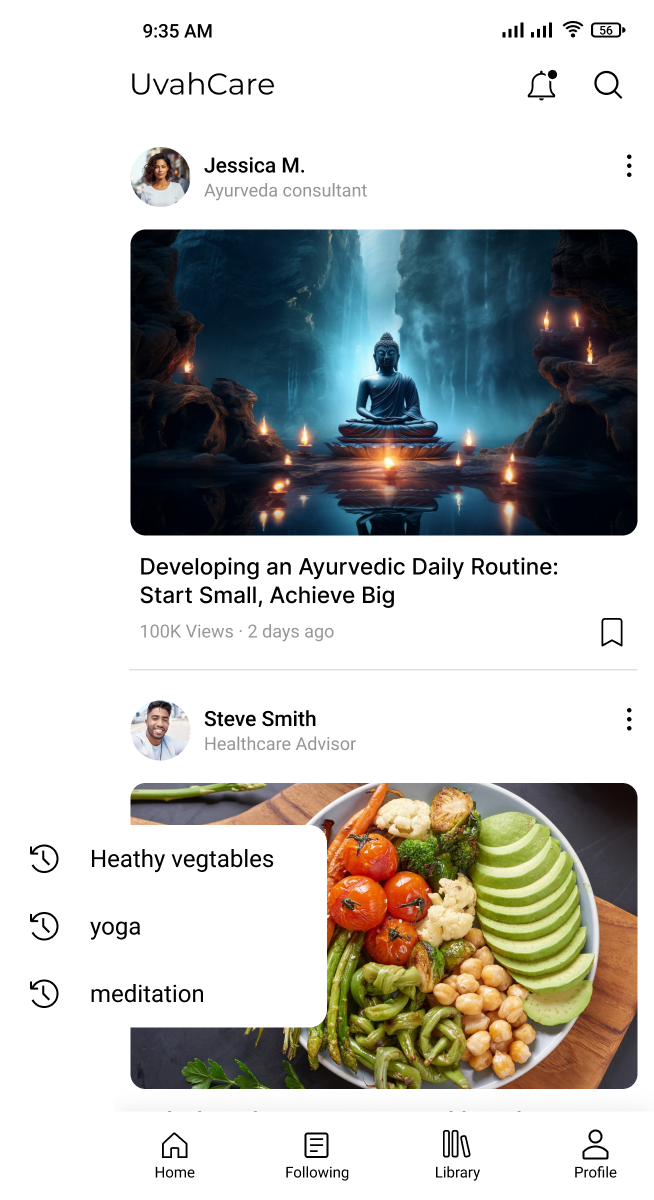 9:35 AM
56
UvahCare
Jessica M.
Ayurveda consultant
Developing an Ayurvedic Daily Routine:
Start Small, Achieve Big
100K Views · 2 days ago
Steve Smith
Healthcare Advisor
Heathy vegtables
yoga
meditation
Home
Following
Library
Profile